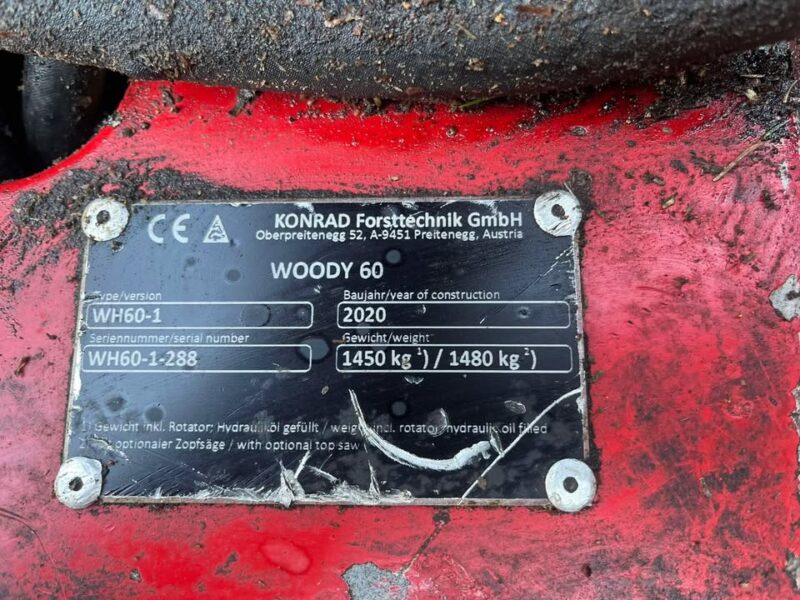 CE
KONRAD Forsttechnik GmbH
Oberpreitenegg 52, A-9451 Preitenegg, Austria
WOODY 60
Type/version
Baujahr/year of construction
WH60-1
2020
Seriennummer/serial number
Gewicht/weight
WH60-1-288
1450 kg ¹) / 1480 kg ²)
1) Gewicht inkl. Rotator; Hydrauliköl gefüllt / weight incl. rotator, hydraulic oil filled
optionaler Zopfsäge / with optional top saw